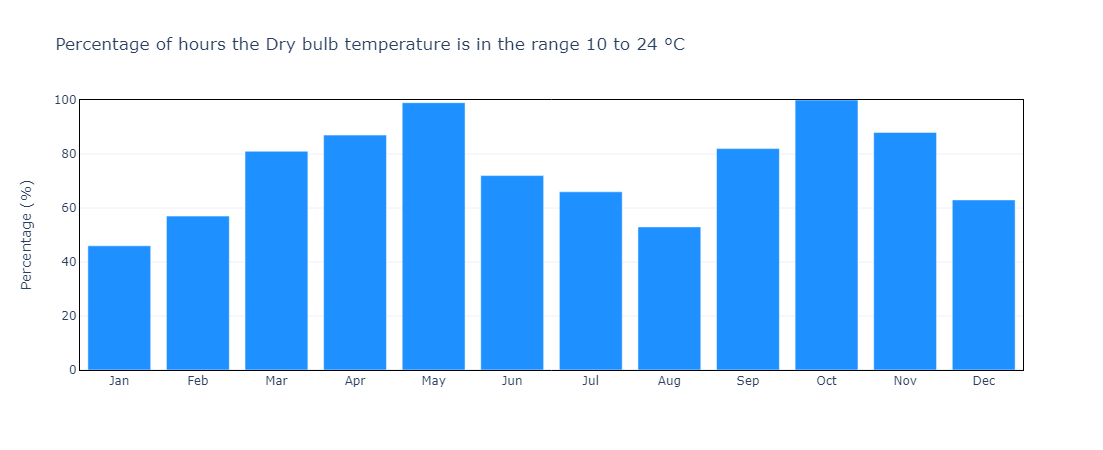 Percentage of hours the Dry bulb temperature is in the range 10 to 24 ºC
Percentage (%)
100
80
60
40
20
0
Jan Feb Mar Apr May Jun Jul Aug Sep Oct Nov Dec